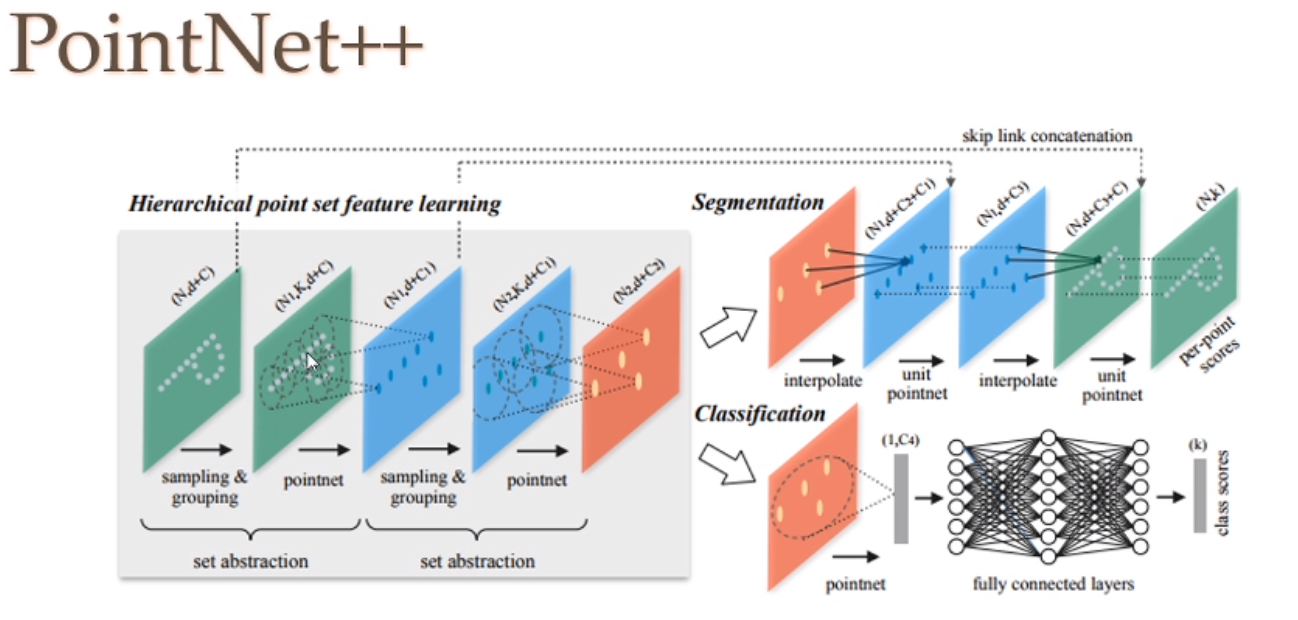 PointNet++
skip link concatenation
Hierarchical point set feature learning
(N,d+C)
(N1,K,d+C)
(N1,d+C1)
(N2,K,d+C1)
(N2,d+C2)
sampling &
grouping
pointnet
sampling &
grouping
pointnet
set abstraction
set abstraction
Segmentation
(N1,d+C2+C1)
(N1,d+C3)
(N,d+C3+C)
(N,k)
interpolate
unit
pointnet
interpolate
unit
pointnet
per-point
scores
Classification
(1,C4)
(k)
class scores
pointnet
fully connected layers